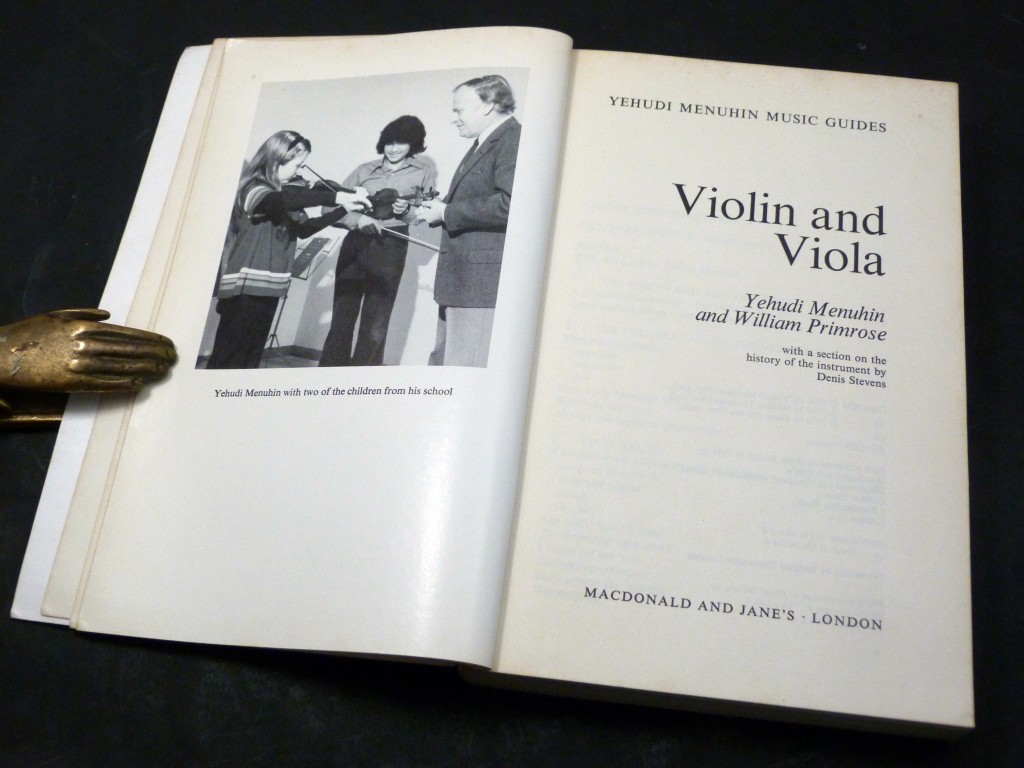 Yehudi Menuhin with two of the children from his school
YEHUDI MENUHIN MUSIC GUIDES
Violin and
Viola
Yehudi Menuhin
and William Primrose
with a section on the
history of the instrument by
Denis Stevens
MACDONALD AND JANE'S · LONDON